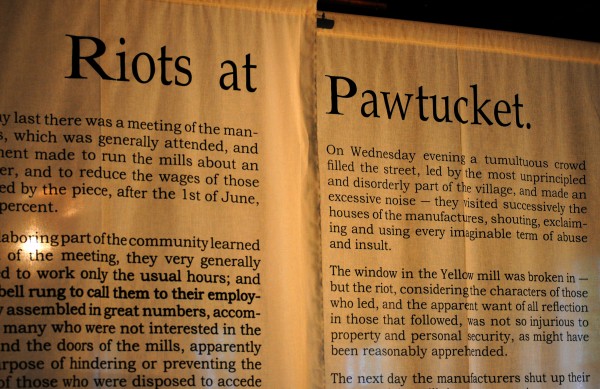 Riots at
last there was a meeting of the man-
which was generally attended, and
made to run the mills about an
and to reduce the wages of those
by the piece, after the 1st of June,
percent.
laboring part of the community learned
of the meeting, they very generally
to work only the usual hours; and
bell rung to call them to their employ-
assembled in great numbers, accom-
many who were not interested in the
the doors of the mills, apparently
of hindering or preventing the
of those who were disposed to accede
Pawtucket.
On Wednesday evening a tumultuous crowd
filled the street, led by the most unprincipled
and disorderly part of the village, and made an
excessive noise — they visited successively the
houses of the manufactures, shouting, exclaim-
ing and using every imaginable term of abuse
and insult.
The window in the Yellow mill was broken in —
but the riot, considering the characters of those
who led, and the apparent want of all reflection
in those that followed, was not so injurious to
property and personal security, as might have
been reasonably apprehended.
The next day the manufacturers shut up their